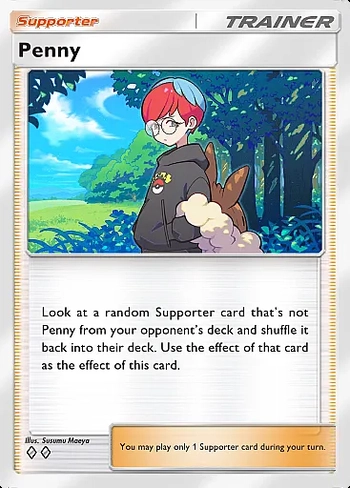 Supporter
TRAINER
Penny
Look at a random Supporter card that's not
Penny from your opponent's deck and shuffle it
back into their deck. Use the effect of that card
as the effect of this card.
Illus. Susumu Maeya
You may play only 1 Supporter card during your turn.